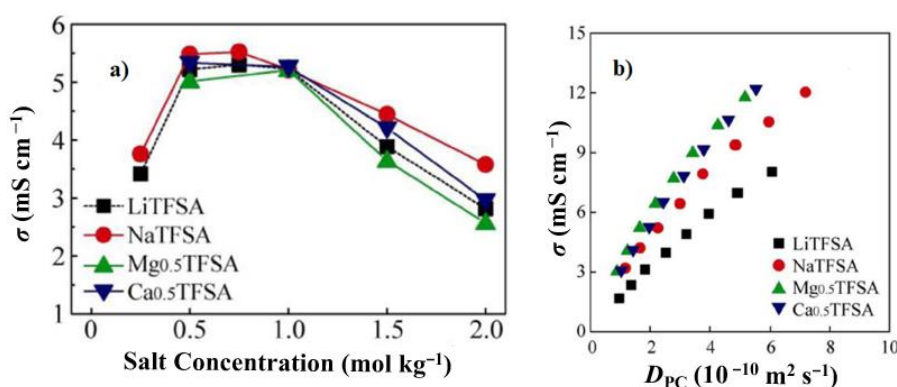 a)
σ (mS cm⁻¹)
6
5
4
3
2
1
LiTFSA
NaTFSA
Mg0.5TFSA
Ca0.5TFSA
0 0.5 1.0 1.5 2.0
Salt Concentration (mol kg⁻¹)
b)
σ (mS cm⁻¹)
15
12
9
6
3
0
LiTFSA
NaTFSA
Mg0.5TFSA
Ca0.5TFSA
0 2 4 6 8 10
DPC (10⁻¹⁰ m² s⁻¹)